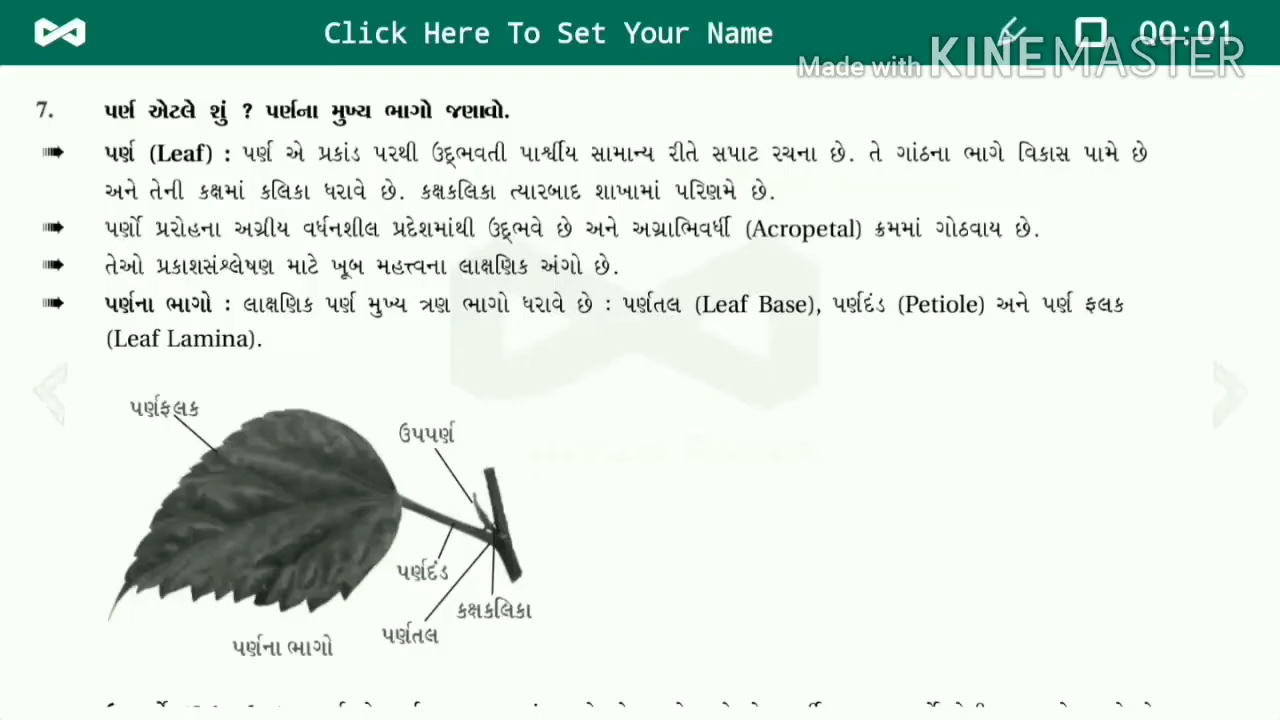 Click Here To Set Your Name
00:01
Made with KINEMASTER
7. પર્ણ એટલે શું ? પર્ણના મુખ્ય ભાગો જણાવો.
➠ પર્ણ (Leaf) : પર્ણ એ પ્રકાંડ પરથી ઉદ્ભવતી પાર્શ્વીય સામાન્ય રીતે સપાટ રચના છે. તે ગાંઠના ભાગે વિકાસ પામે છે
અને તેની કક્ષમાં કલિકા ધરાવે છે. કક્ષકલિકા ત્યારબાદ શાખામાં પરિણમે છે.
➠ પર્ણો પ્રરોહના અગ્રીય વર્ધનશીલ પ્રદેશમાંથી ઉદ્ભવે છે અને અગ્રાભિવર્ધી (Acropetal) ક્રમમાં ગોઠવાય છે.
➠ તેઓ પ્રકાશસંશ્લેષણ માટે ખૂબ મહત્ત્વના લાક્ષણિક અંગો છે.
➠ પર્ણના ભાગો : લાક્ષણિક પર્ણ મુખ્ય ત્રણ ભાગો ધરાવે છે : પર્ણતલ (Leaf Base), પર્ણદંડ (Petiole) અને પર્ણ ફલક
(Leaf Lamina).
પર્ણફલક
ઉપપર્ણ
પર્ણદંડ
કક્ષકલિકા
પર્ણતલ
પર્ણના ભાગો